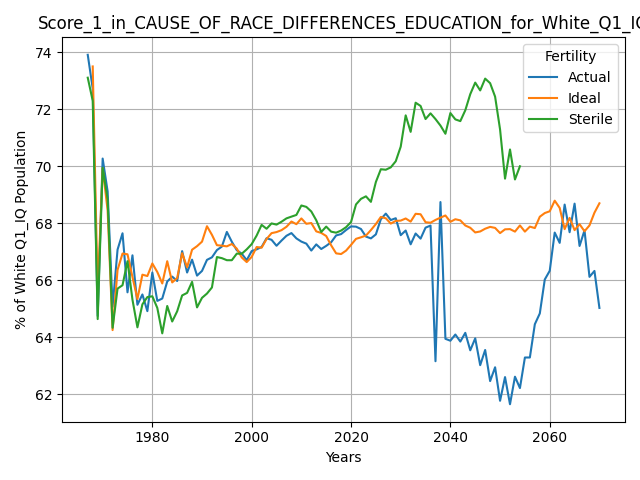 Score_1_in_CAUSE_OF_RACE_DIFFERENCES_EDUCATION_for_White_Q1_IQ
% of White Q1_IQ Population
74
72
70
68
66
64
62
Fertility
Actual
Ideal
Sterile
1980
2000
2020
2040
2060
Years